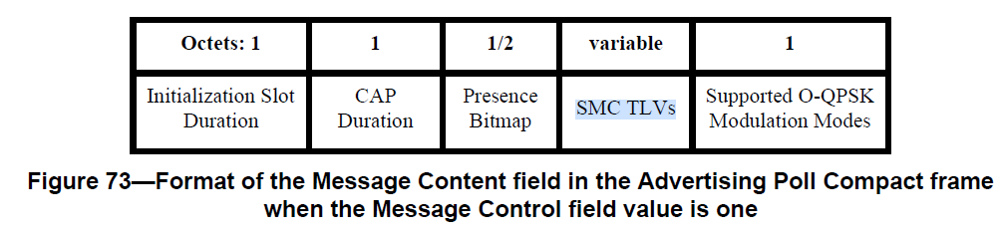 Octets: 1 1 1/2 variable 1
Initialization Slot Duration CAP Duration Presence Bitmap SMC TLVs Supported O-QPSK Modulation Modes
Figure 73—Format of the Message Content field in the Advertising Poll Compact frame
when the Message Control field value is one